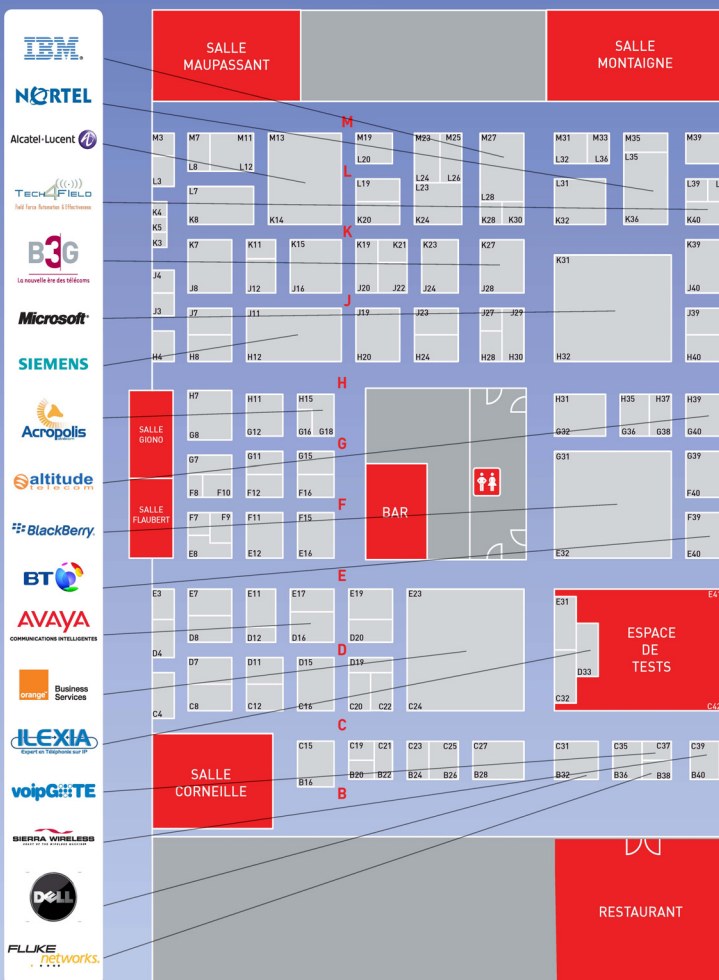 IBM.
NORTEL
Alcatel·Lucent
TECH4FIELD
Field Force Automation & Effectiveness
B3G
La nouvelle ère des télécoms
Microsoft
SIEMENS
Acropolis
altitude
telecom
BlackBerry
BT
AVAYA
COMMUNICATIONS INTELLIGENTES
orange
Business
Services
ILEXIA
Expert en Téléphonie sur IP
voipGATE
SIERRA WIRELESS
DELL
FLUKE
networks.
SALLE
MAUPASSANT
SALLE
MONTAIGNE
M
M3 M7 M11 M13 M19 M23 M25 M27 M31 M33 M35 M39
L8 L12 L20 L32 L36 L35
L
L3 L7 L19 L24 L26 L23 L28 L31 L39 L
K4 K8 K14 K20 K24 K28 K30 K32 K36 K40
K5
K3
K
K7 K11 K15 K19 K21 K23 K27 K31 K39
J4 J8 J12 J16 J20 J22 J24 J28 J40
J
J3 J7 J11 J19 J23 J27 J29 J39
H4 H8 H12 H20 H24 H28 H30 H32 H40
H
SALLE
GIONO
H7 H11 H15 H31 H35 H37 H39
G8 G12 G16 G18 G32 G36 G38 G40
G
G7 G11 G15 G31 G39
F8 F10 F12 F16 F40
F
SALLE
FLAUBERT
BAR
F7 F9 F11 F15 F39
E8 E12 E16 E32 E40
E
E3 E7 E11 E17 E19 E23 E31 E41
D4 D8 D12 D16 D20 D33
ESPACE
DE
TESTS
D
D7 D11 D15 D19
C4 C8 C12 C16 C20 C22 C24 C32 C42
C
SALLE
CORNEILLE
C15 C19 C21 C23 C25 C27 C31 C35 C37 C39
B16 B20 B22 B24 B26 B28 B32 B36 B38 B40
B
RESTAURANT